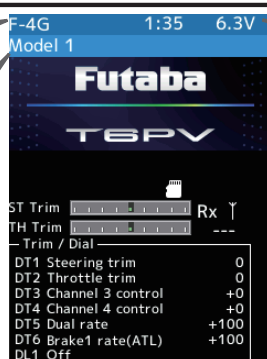 F-4G 1:35 6.3V
Model 1
Futaba
T6PV
ST Trim
Rx
TH Trim
---
Trim / Dial
DT1 Steering trim 0
DT2 Throttle trim 0
DT3 Channel 3 control +0
DT4 Channel 4 control +0
DT5 Dual rate +100
DT6 Brake1 rate(ATL) +100
DL1 Off